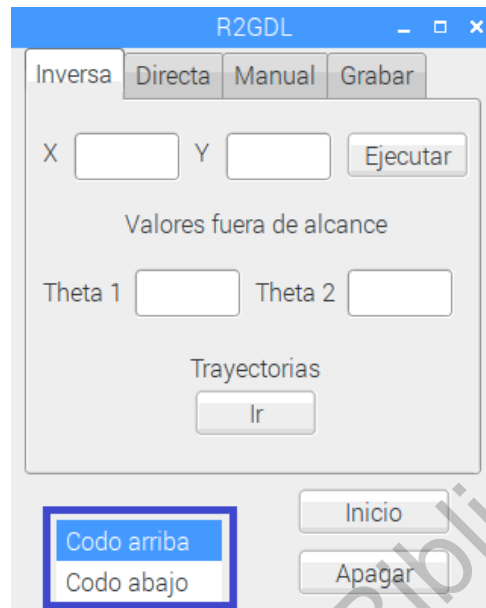 R2GDL
Inversa Directa Manual Grabar
X Y Ejecutar
Valores fuera de alcance
Theta 1 Theta 2
Trayectorias
Ir
Inicio
Codo arriba
Codo abajo Apagar